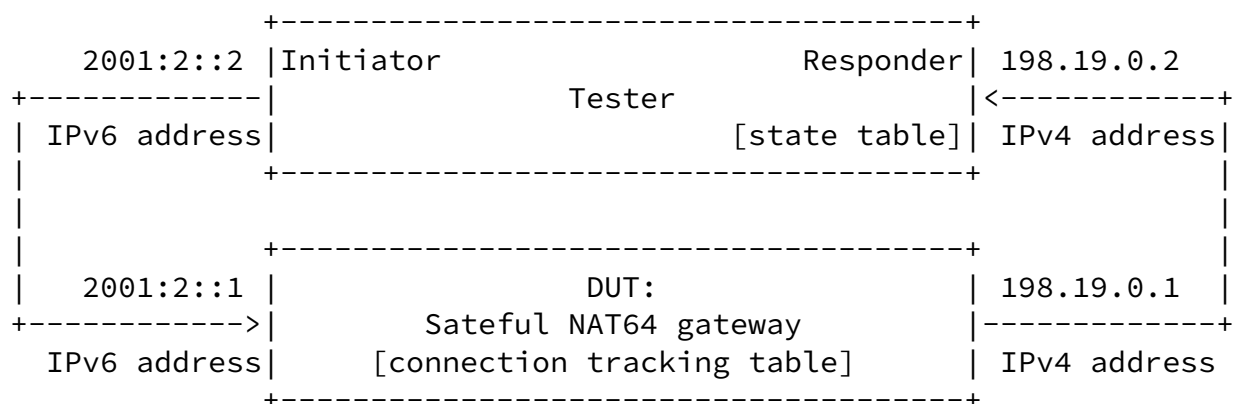 2001:2::2 Initiator Responder 198.19.0.2
Tester
IPv6 address [state table] IPv4 address
2001:2::1 DUT: 198.19.0.1
Sateful NAT64 gateway
IPv6 address [connection tracking table] IPv4 address